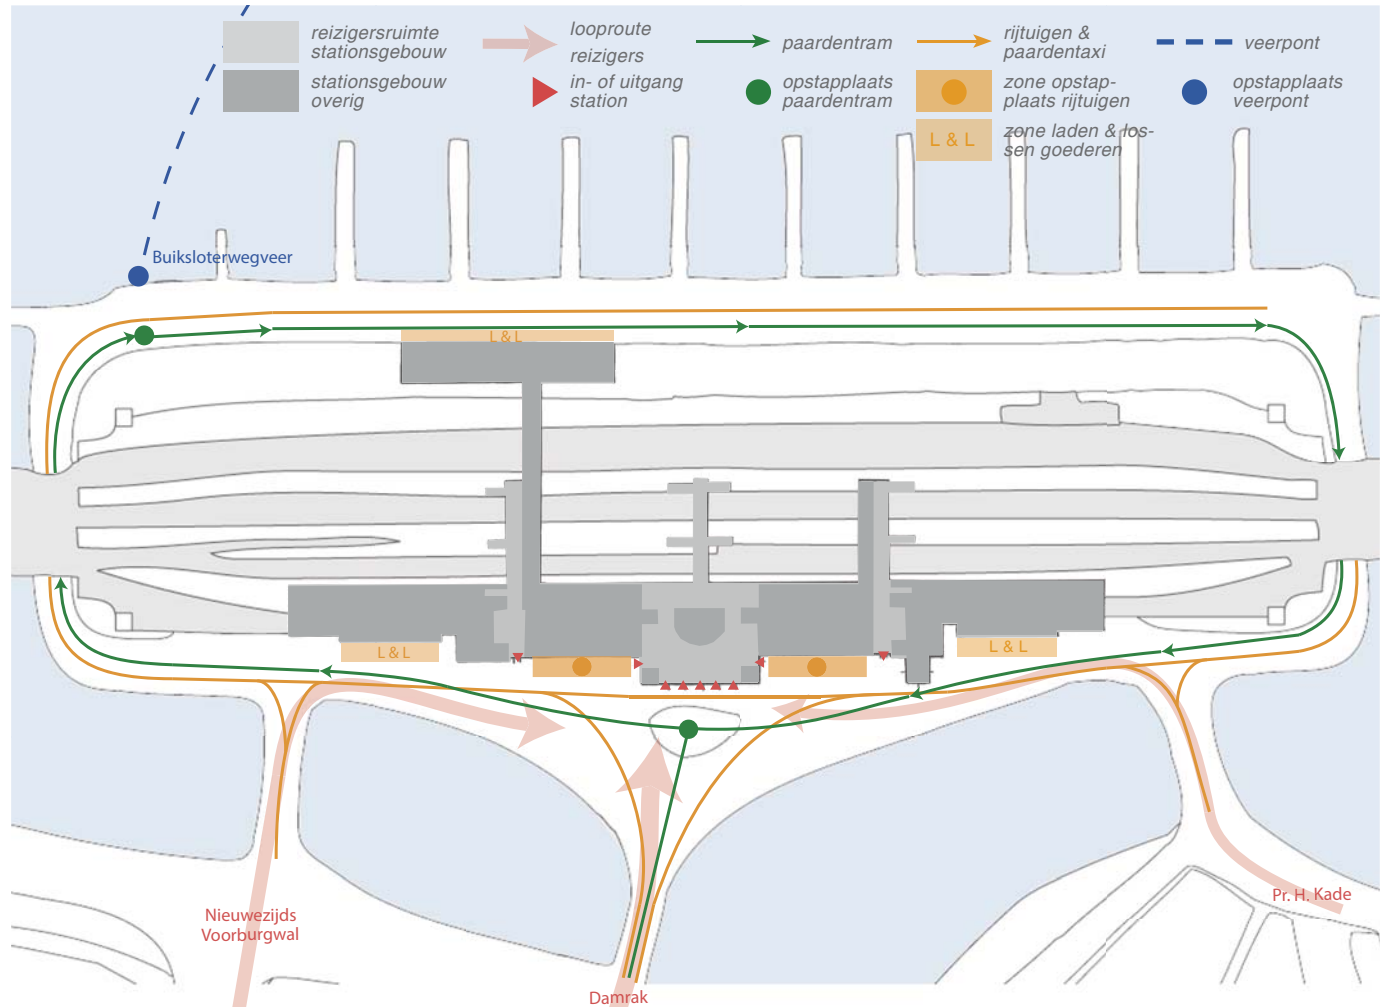 reizigersruimte
stationsgebouw
stationsgebouw
overig
looproute
reizigers
in- of uitgang
station
paardentram
opstapplaats
paardentram
rijtuigen &
paardentaxi
zone opstap-
plaats rijtuigen
L & L
zone laden & los-
sen goederen
veerpont
opstapplaats
veerpont
Buiksloterwegveer
L & L
L & L
L & L
Nieuwezijds
Voorburgwal
Damrak
Pr. H. Kade